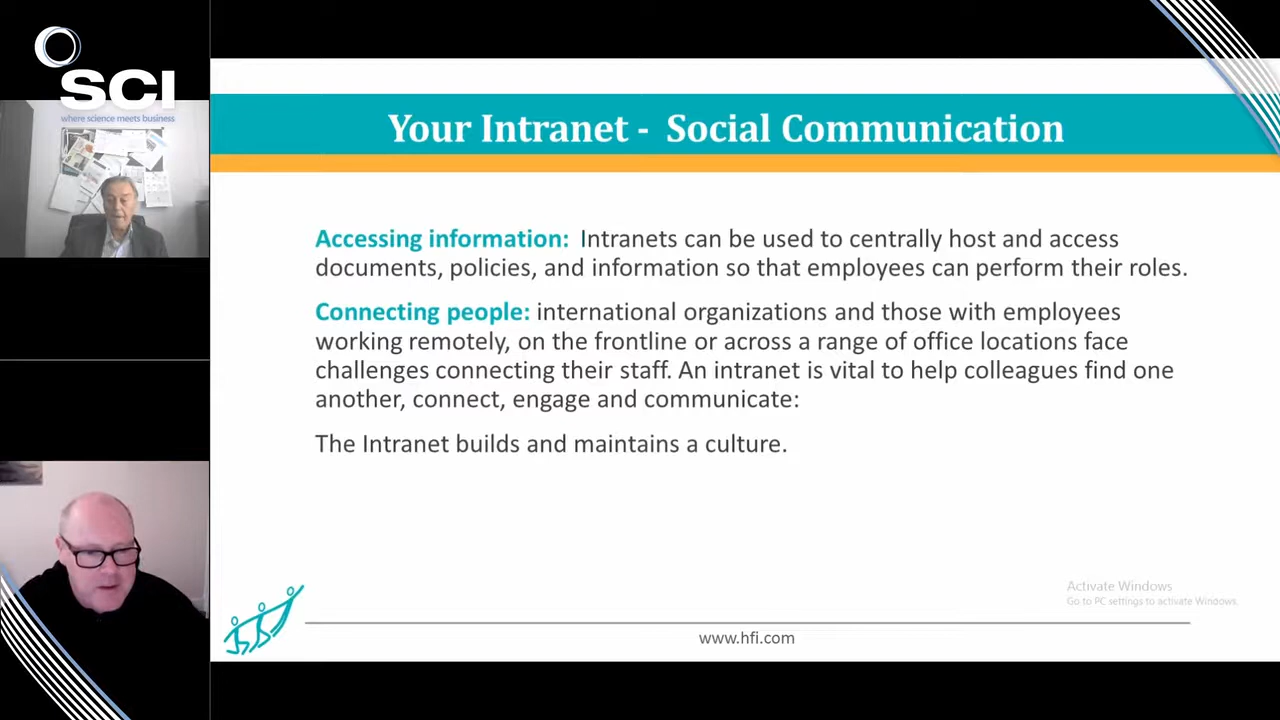 SCI
where science meets business
Your Intranet - Social Communication
Accessing information: Intranets can be used to centrally host and access
documents, policies, and information so that employees can perform their roles.
Connecting people: international organizations and those with employees
working remotely, on the frontline or across a range of office locations face
challenges connecting their staff. An intranet is vital to help colleagues find one
another, connect, engage and communicate:
The Intranet builds and maintains a culture.
Activate Windows
Go to PC settings to activate Windows.
www.hfi.com